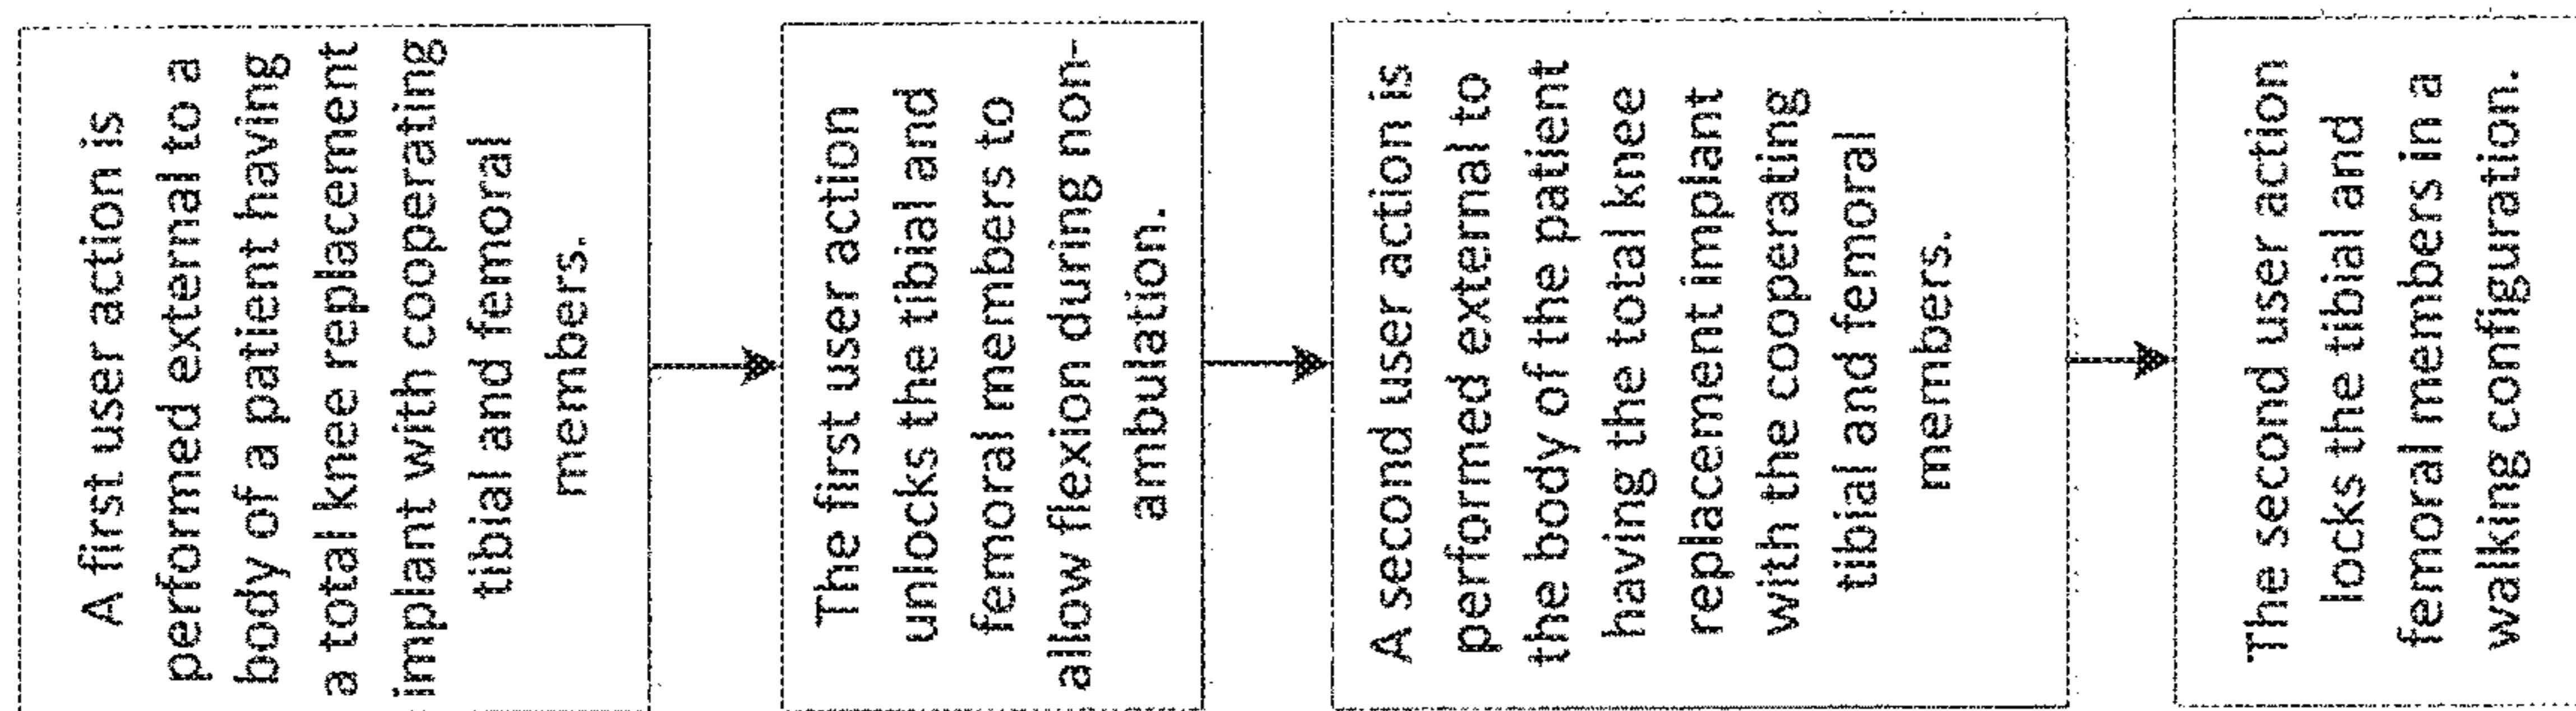 A first user action is
performed external to a
body of a patient having
a total knee replacement
implant with cooperating
tibial and femoral
members.
The first user action
unlocks the tibial and
femoral members to
allow flexion during non-
ambulation.
A second user action is
performed external to
the body of the patient
having the total knee
replacement implant
with the cooperating
tibial and femoral
members.
The second user action
locks the tibial and
femoral members in a
walking configuration.